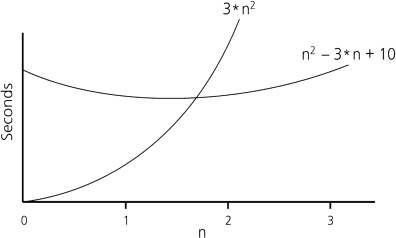 3*n²
n² – 3*n + 10
Seconds
0 1 2 3
n